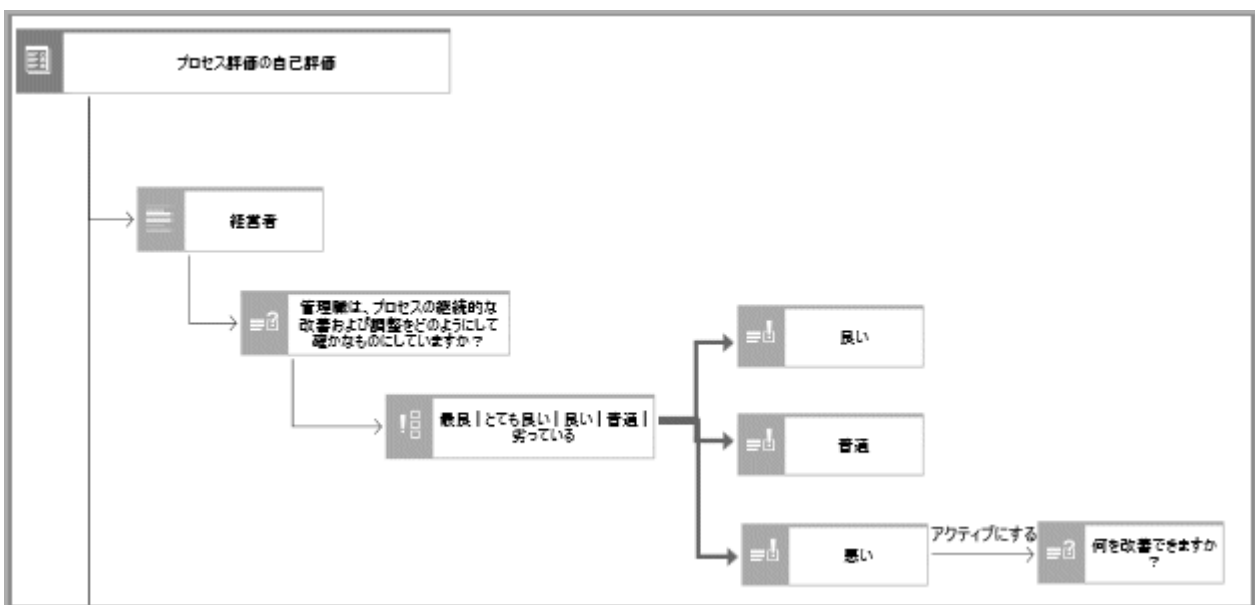 プロセス評価の自己評価
経営者
管理職は、プロセスの継続的な
改善および調整をどのようにして
確かなものにしていますか?
最良 | とても良い | 良い | 普通 |
劣っている
良い
普通
悪い
アクティブにする
何を改善できますか
?